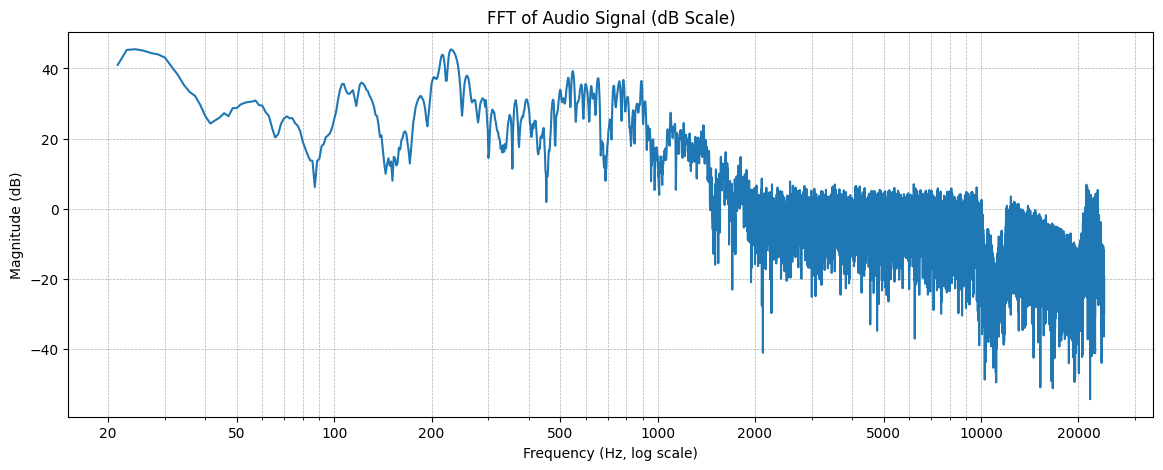 FFT of Audio Signal (dB Scale)
Magnitude (dB)
40
20
0
−20
−40
20 50 100 200 500 1000 2000 5000 10000 20000
Frequency (Hz, log scale)